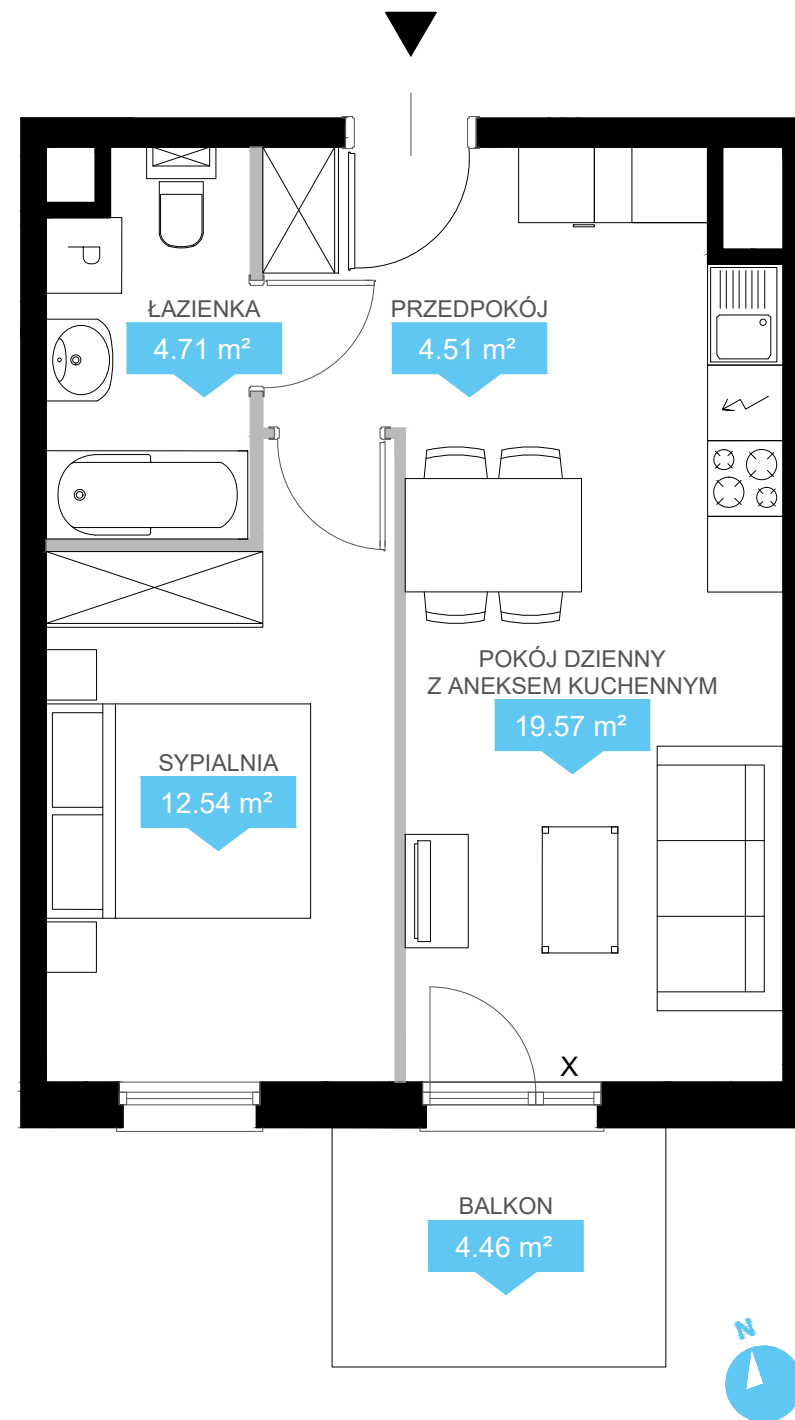 P
ŁAZIENKA
4.71 m²
PRZEDPOKÓJ
4.51 m²
POKÓJ DZIENNY
Z ANEKSEM KUCHENNYM
19.57 m²
SYPIALNIA
12.54 m²
X
BALKON
4.46 m²
N